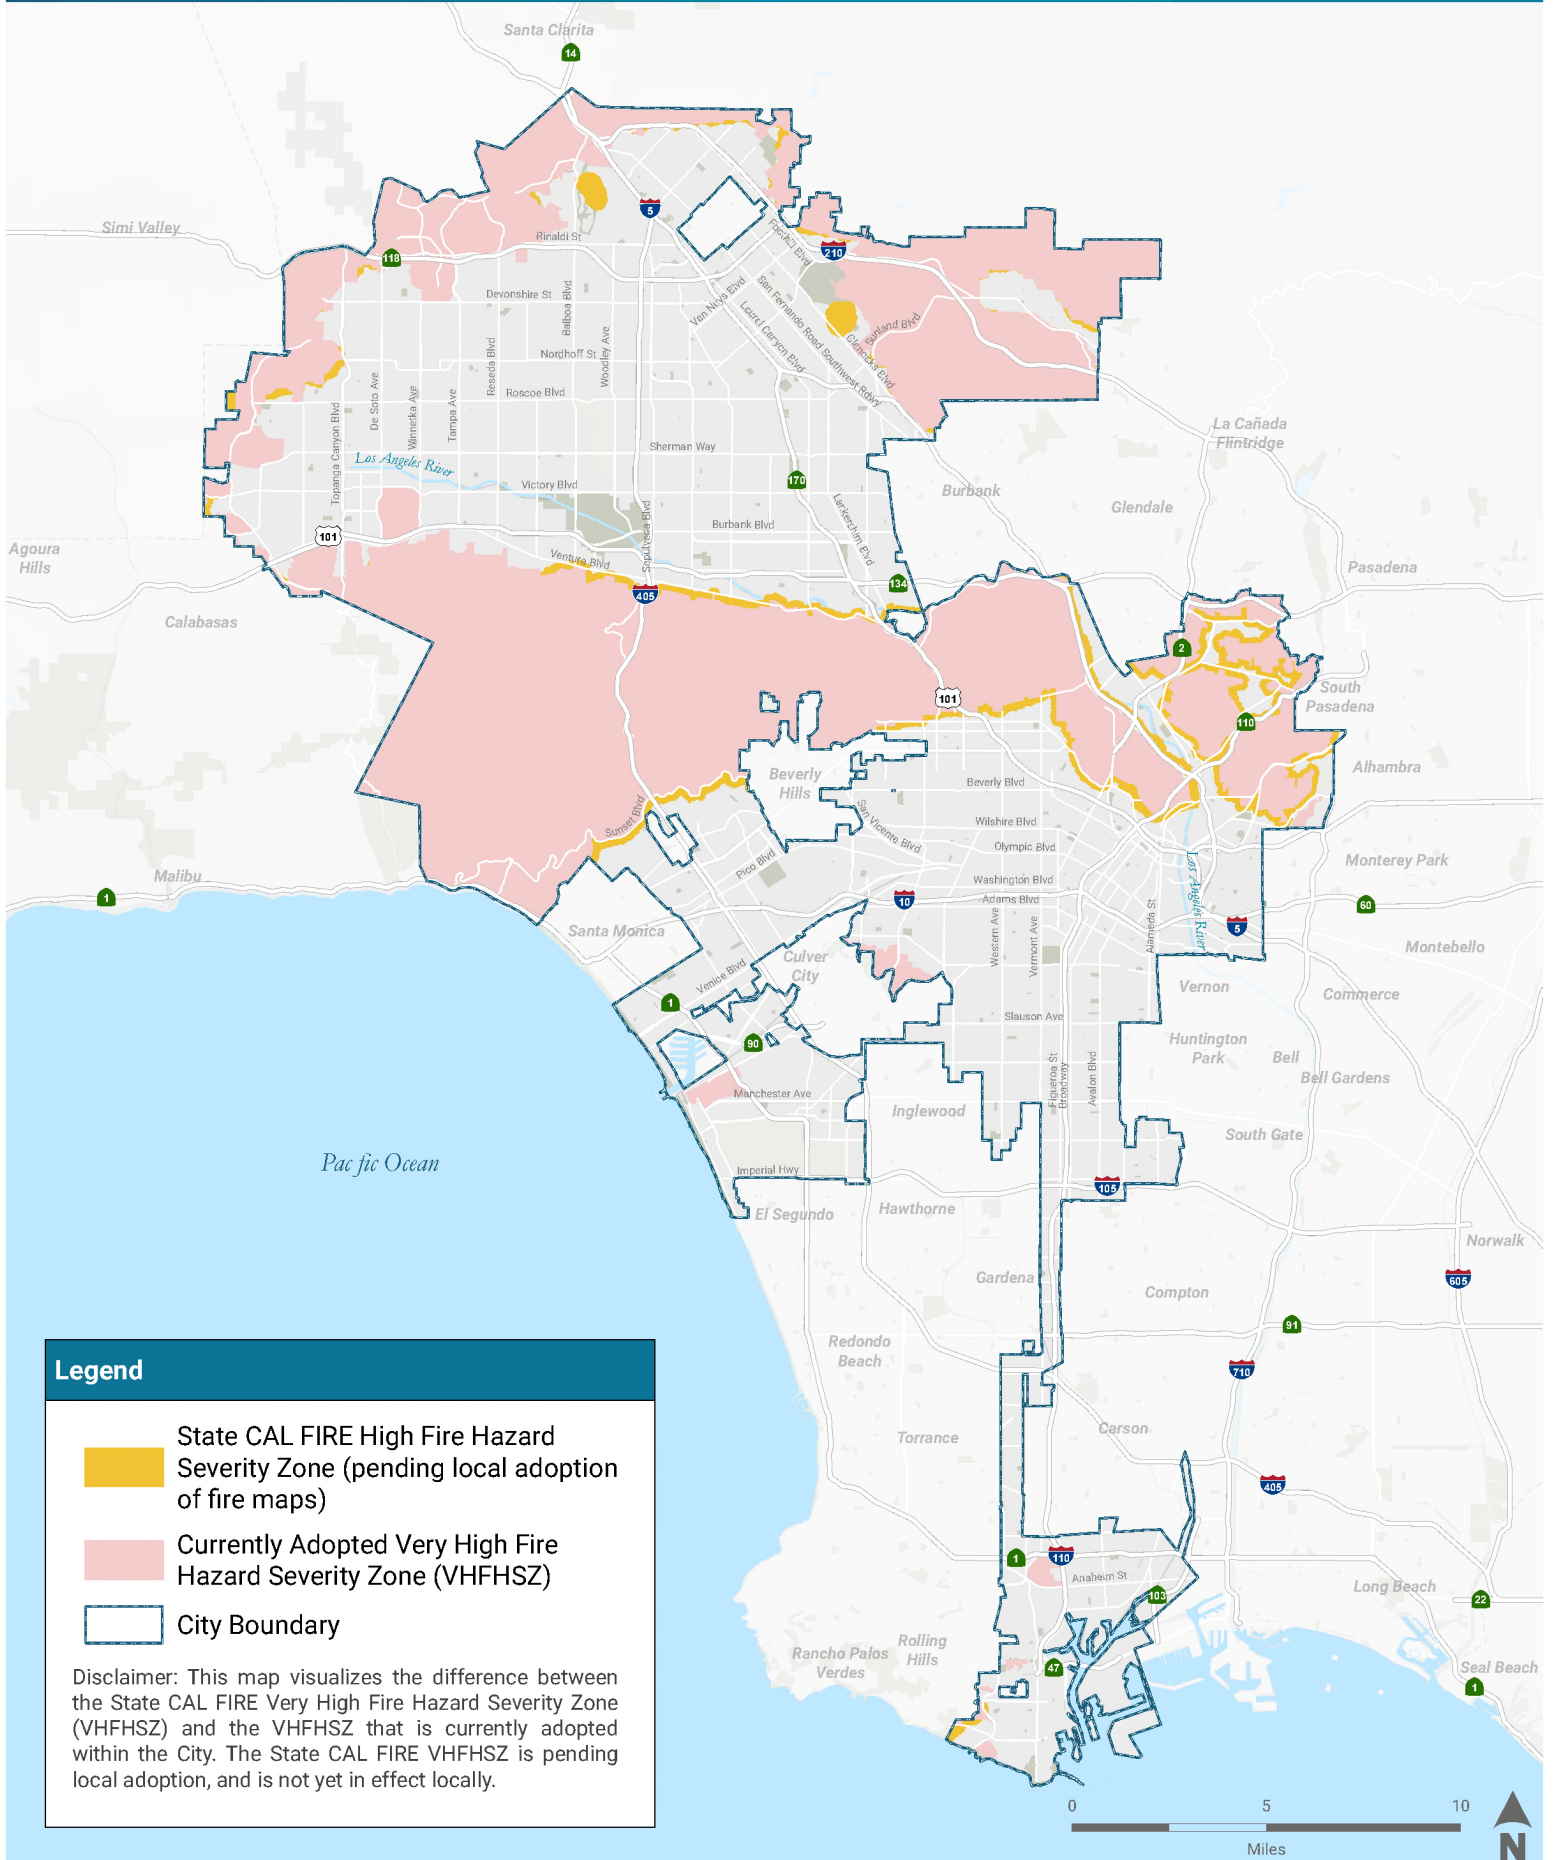 Santa Clarita
14
Simi Valley
5
Rinaldi St
118
Foothill Blvd
210
Devonshire St
Balboa Blvd
Van Nuys Blvd
San Fernando Road Southwest Rdwy
Laurel Canyon Blvd
Sunland Blvd
Glenoaks Blvd
Nordhoff St
Woodley Ave
Reseda Blvd
Roscoe Blvd
De Soto Ave
Winnetka Ave
Tampa Ave
Topanga Canyon Blvd
La Cañada
Flintridge
Sherman Way
Los Angeles River
Victory Blvd
170
Burbank
Glendale
Lankershim Blvd
Sepulveda Blvd
Burbank Blvd
101
Agoura
Hills
Ventura Blvd
Pasadena
134
405
Calabasas
2
101
South
Pasadena
110
Beverly
Hills
Alhambra
Beverly Blvd
Sunset Blvd
San Vicente Blvd
Wilshire Blvd
Olympic Blvd
Pico Blvd
Monterey Park
Malibu
1
Washington Blvd
10
Adams Blvd
Los Angeles River
60
Alameda St
5
Santa Monica
Western Ave
Vermont Ave
Montebello
Culver
City
Venice Blvd
1
Vernon
Commerce
Slauson Ave
90
Huntington
Park
Bell
Bell Gardens
Figueroa St
Broadway
Avalon Blvd
Manchester Ave
Inglewood
South Gate
Pac fic Ocean
Imperial Hwy
105
El Segundo
Hawthorne
Norwalk
Gardena
605
Compton
91
Redondo
Beach
710
Carson
Torrance
405
1
110
Anaheim St
103
Long Beach
22
Rancho Palos
Verdes
Rolling
Hills
47
Seal Beach
1
Legend
State CAL FIRE High Fire Hazard
Severity Zone (pending local adoption
of fire maps)
Currently Adopted Very High Fire
Hazard Severity Zone (VHFHSZ)
City Boundary
Disclaimer: This map visualizes the difference between
the State CAL FIRE Very High Fire Hazard Severity Zone
(VHFHSZ) and the VHFHSZ that is currently adopted
within the City. The State CAL FIRE VHFHSZ is pending
local adoption, and is not yet in effect locally.
0 5 10
Miles
N